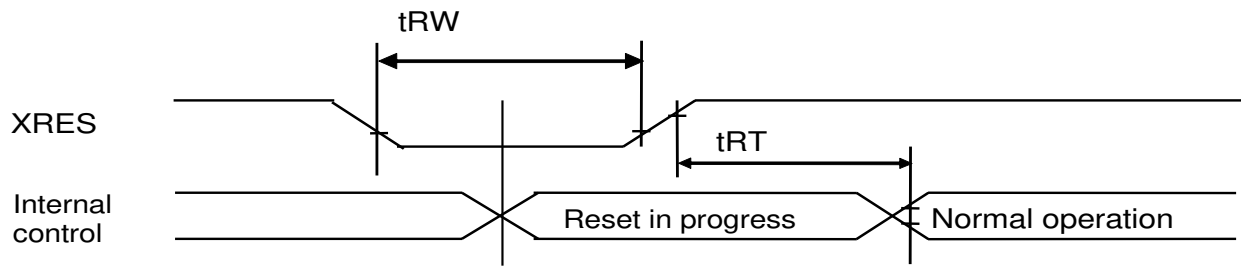 tRW
XRES
tRT
Internal
control
Reset in progress
Normal operation